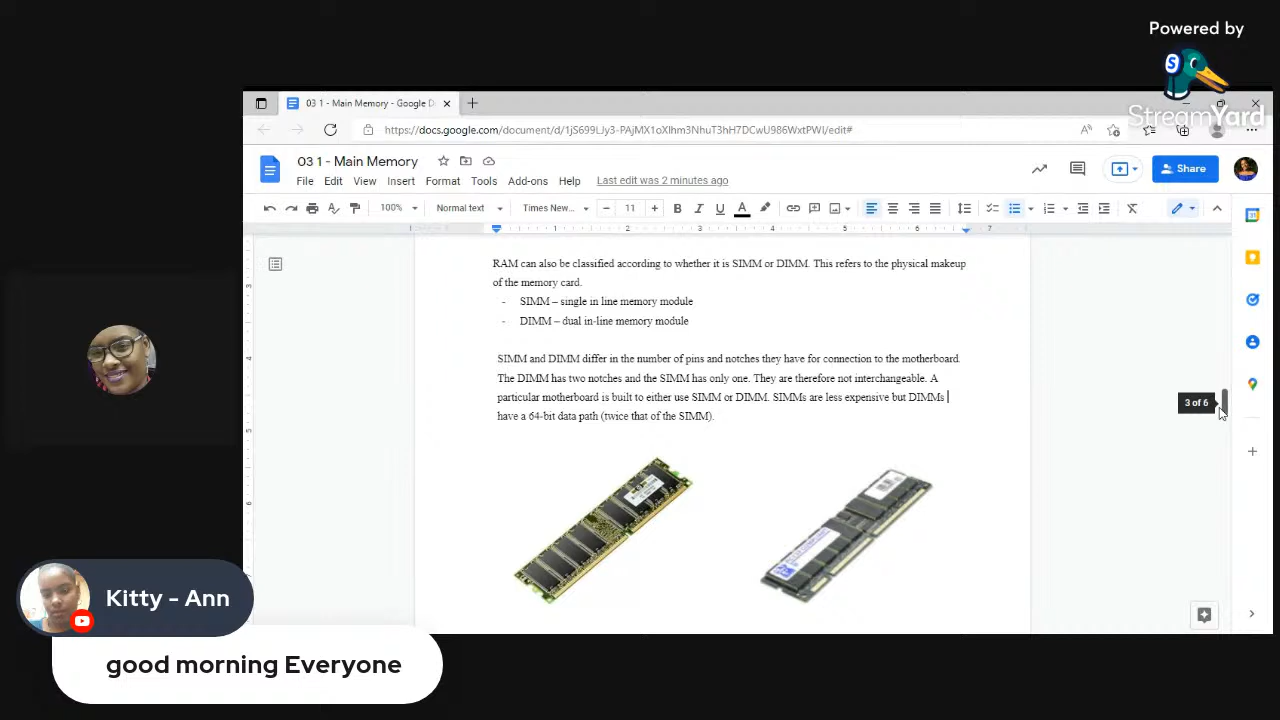 Powered by
StreamYard
03 1 - Main Memory - Google D
https://docs.google.com/document/d/1jS699LJy3-PAjMX1oXlhm3NhuT3hH7DCwU986WxtPWI/edit#
03 1 - Main Memory
File Edit View Insert Format Tools Add-ons Help Last edit was 2 minutes ago
Share
100% Normal text Times New... 11
1 2 3 4 5 6 7
RAM can also be classified according to whether it is SIMM or DIMM. This refers to the physical makeup
of the memory card.
- SIMM – single in line memory module
- DIMM – dual in-line memory module
SIMM and DIMM differ in the number of pins and notches they have for connection to the motherboard.
The DIMM has two notches and the SIMM has only one. They are therefore not interchangeable. A
particular motherboard is built to either use SIMM or DIMM. SIMMs are less expensive but DIMMs
have a 64-bit data path (twice that of the SIMM).
3 of 6
Kitty - Ann
good morning Everyone